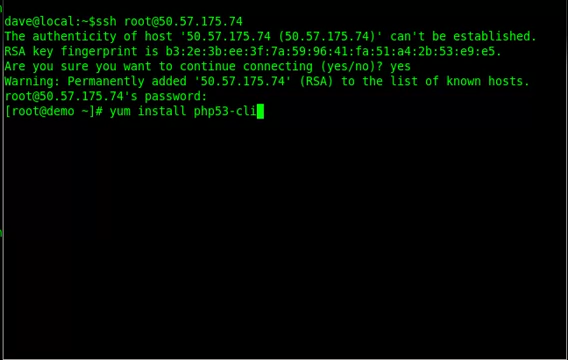 dave@local:~$ssh root@50.57.175.74
The authenticity of host '50.57.175.74 (50.57.175.74)' can't be established.
RSA key fingerprint is b3:2e:3b:ee:3f:7a:59:96:41:fa:51:a4:2b:53:e9:e5.
Are you sure you want to continue connecting (yes/no)? yes
Warning: Permanently added '50.57.175.74' (RSA) to the list of known hosts.
root@50.57.175.74's password:
[root@demo ~]# yum install php53-cli